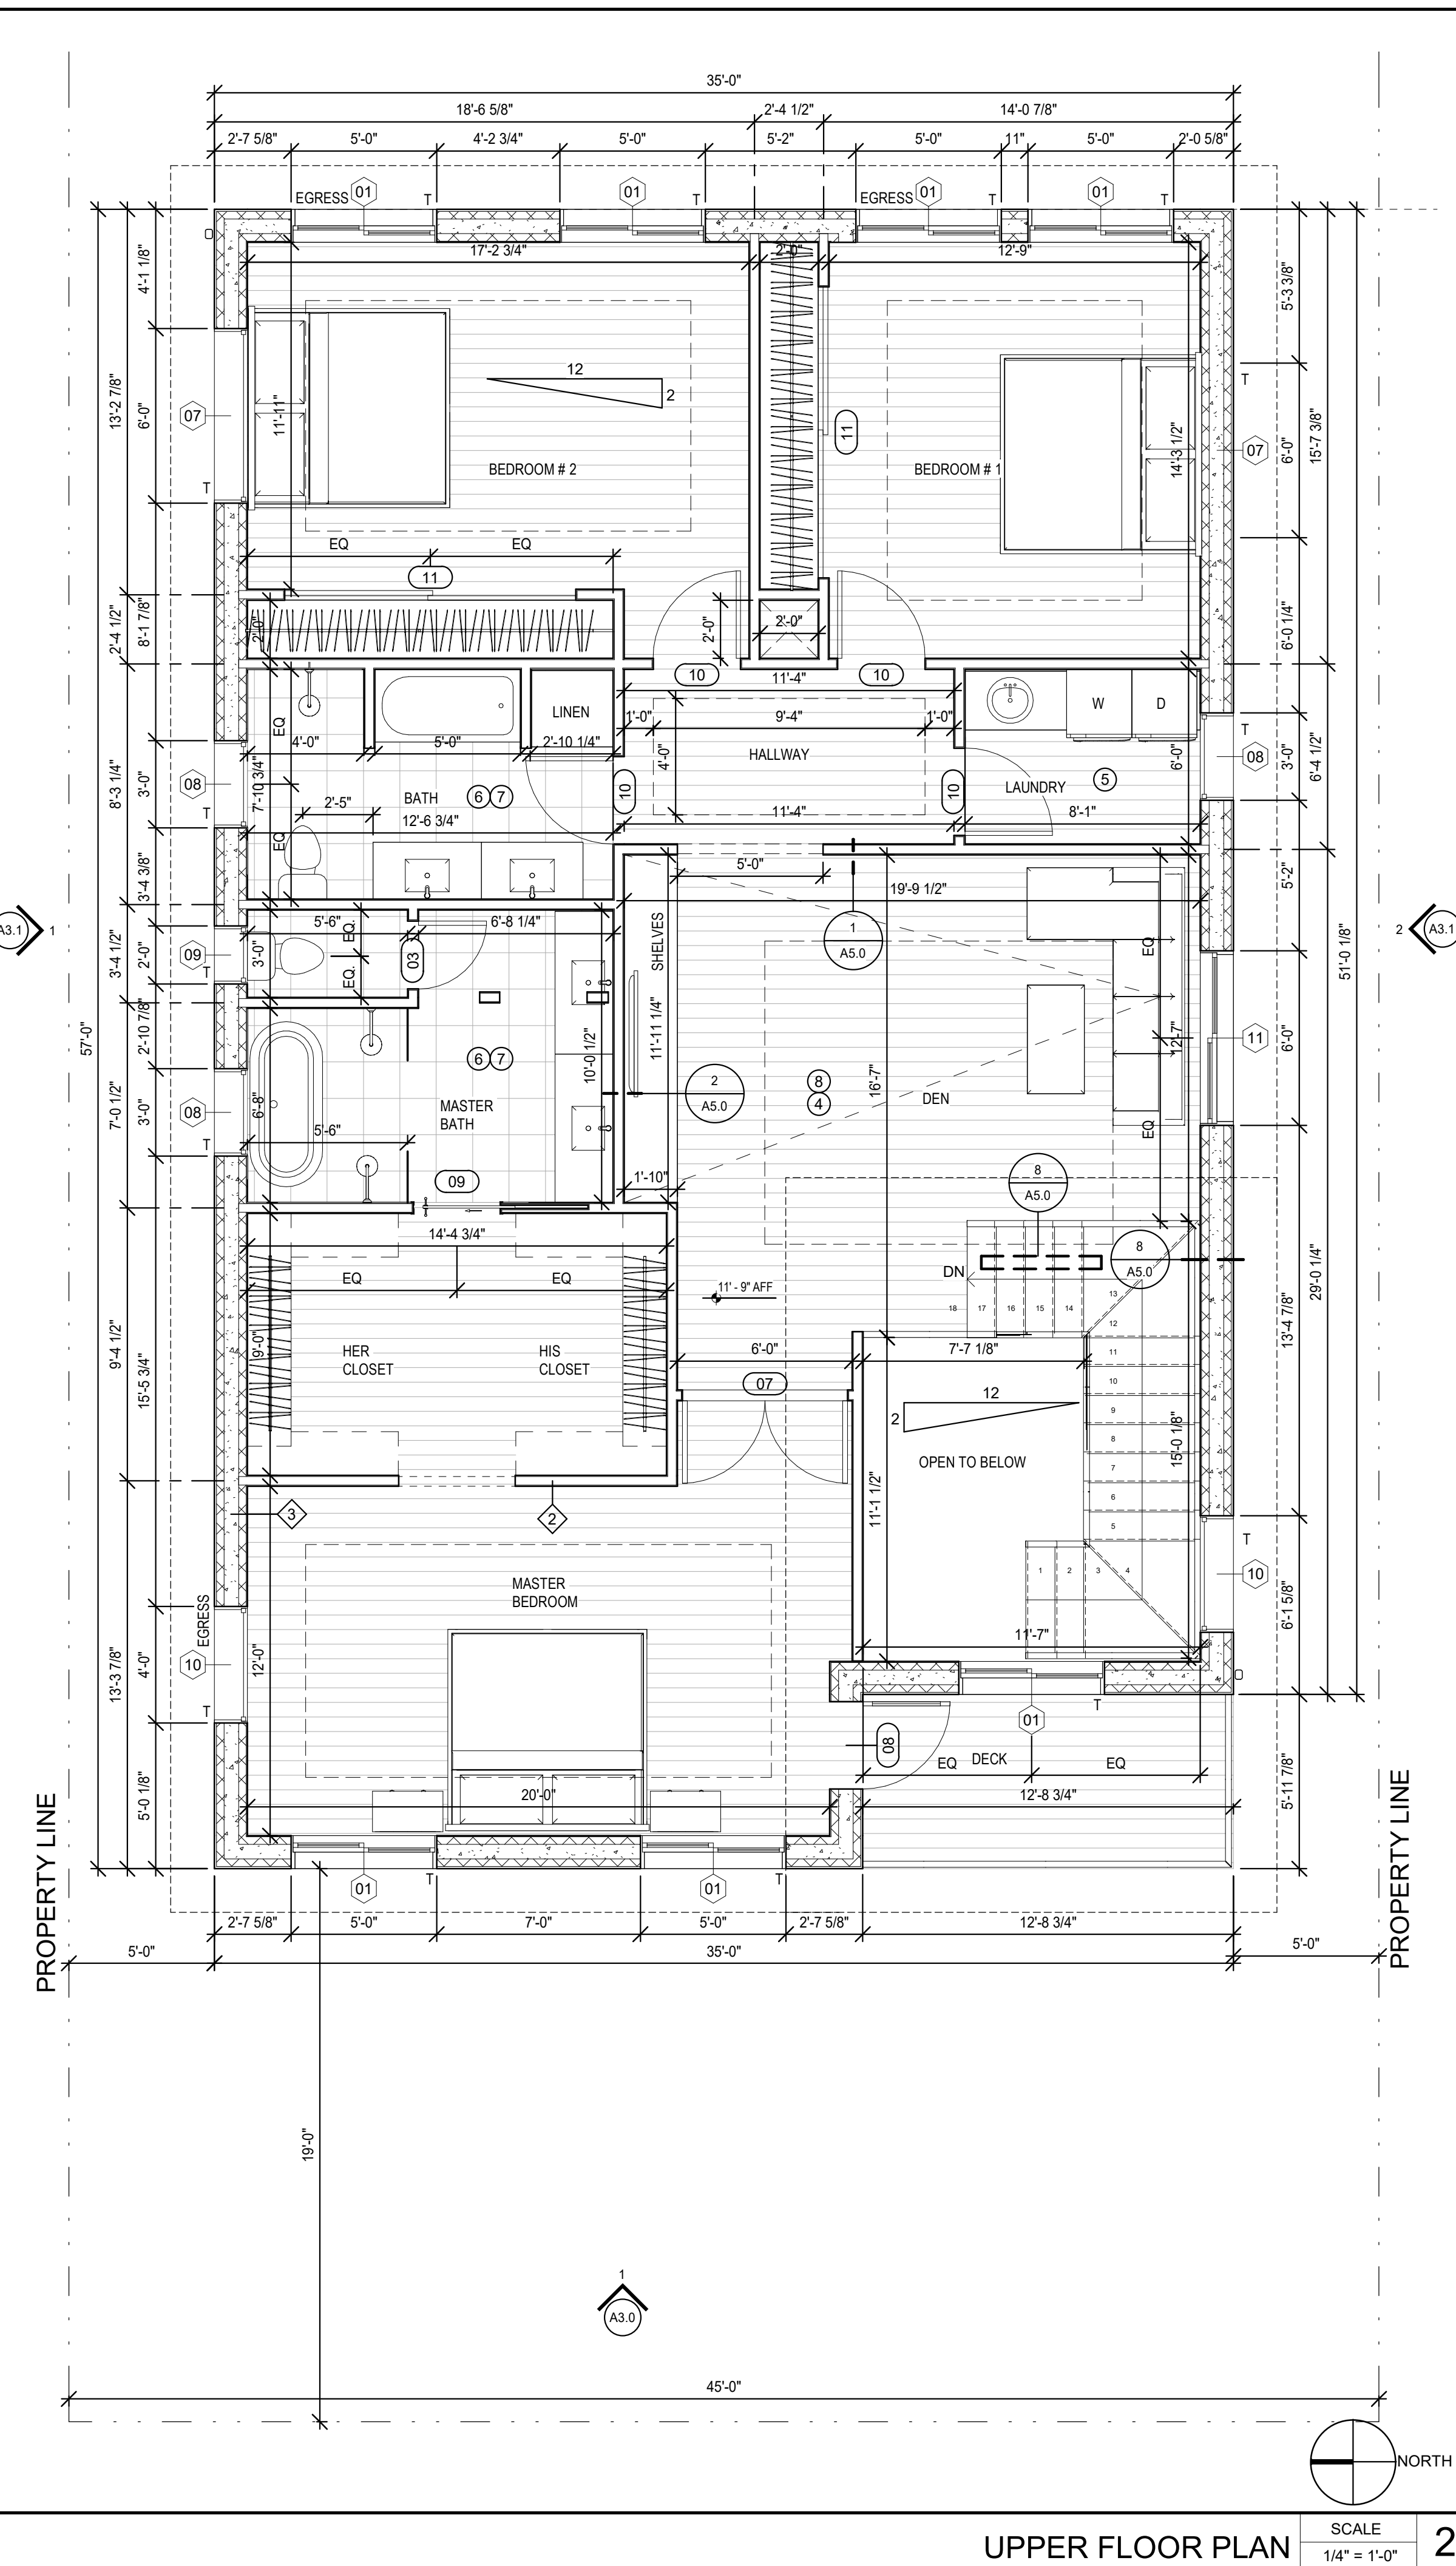 35'-0"
18'-6 5/8" 2'-4 1/2" 14'-0 7/8"
2'-7 5/8" 5'-0" 4'-2 3/4" 5'-0" 5'-2" 5'-0" 11" 5'-0" 2'-0 5/8"
EGRESS 01 T 01 T EGRESS 01 T 01 T
17'-2 3/4" 2'-0" 12'-9"
4'-1 1/8"
5'-3 3/8"
12
2
T
13'-2 7/8"
6'-0"
07
11'-11"
11
14'-3 1/2"
07
6'-0"
15'-7 3/8"
BEDROOM # 2
BEDROOM # 1
T
EQ EQ
11
2'-4 1/2"
8'-1 7/8"
2'-0"
2'-0"
2'-0"
6'-0 1/4"
10 10
11'-4"
LINEN
1'-0" 9'-4" 1'-0"
W D
T
EQ
4'-0" 5'-0" 2'-10 1/4"
4'-0"
HALLWAY
6'-0"
08
3'-0"
6'-4 1/2"
8'-3 1/4"
3'-0"
08
7'-10 3/4"
BATH 6 7
10
10
LAUNDRY 5
2'-5"
T
12'-6 3/4"
11'-4"
8'-1"
EQ
3'-4 3/8"
5'-0"
19'-9 1/2"
5'-2"
A3.1 1
5'-6" 6'-8 1/4"
EQ.
EQ.
3'-0"
03
SHELVES
1
A5.0
EQ
2 A3.1
3'-4 1/2"
2'-0"
09
T
51'-0 1/8"
57'-0"
2'-10 7/8"
6 7
10'-0 1/2"
11'-11 1/4"
16'-7"
12'-7"
11
6'-0"
2
A5.0
8
4
DEN
7'-0 1/2"
3'-0"
08
6'-8"
MASTER
BATH
5'-6"
EQ
T
09
1'-10"
8
A5.0
14'-4 3/4"
EQ EQ
8
A5.0
DN
11' - 9" AFF
29'-0 1/4"
13'-4 7/8"
18 17 16 15 14
13
12
11
10
9
8
7
6
5
1 2 3 4
9'-4 1/2"
15'-5 3/4"
9'-0"
HER
CLOSET
HIS
CLOSET
6'-0" 7'-7 1/8"
07
12
2
15'-0 1/8"
OPEN TO BELOW
11'-1 1/2"
3 2
T
10
6'-1 5/8"
MASTER
BEDROOM
EGRESS
11'-7"
13'-3 7/8"
4'-0"
10
12'-0"
T
O
T
01
08
EQ DECK EQ
5'-0 1/8"
20'-0"
12'-8 3/4"
5'-11 7/8"
PROPERTY LINE
PROPERTY LINE
01 T 01 T
2'-7 5/8" 5'-0" 7'-0" 5'-0" 2'-7 5/8" 12'-8 3/4"
5'-0" 35'-0" 5'-0"
19'-0"
1
A3.0
45'-0"
NORTH
UPPER FLOOR PLAN
SCALE
1/4" = 1'-0"
2